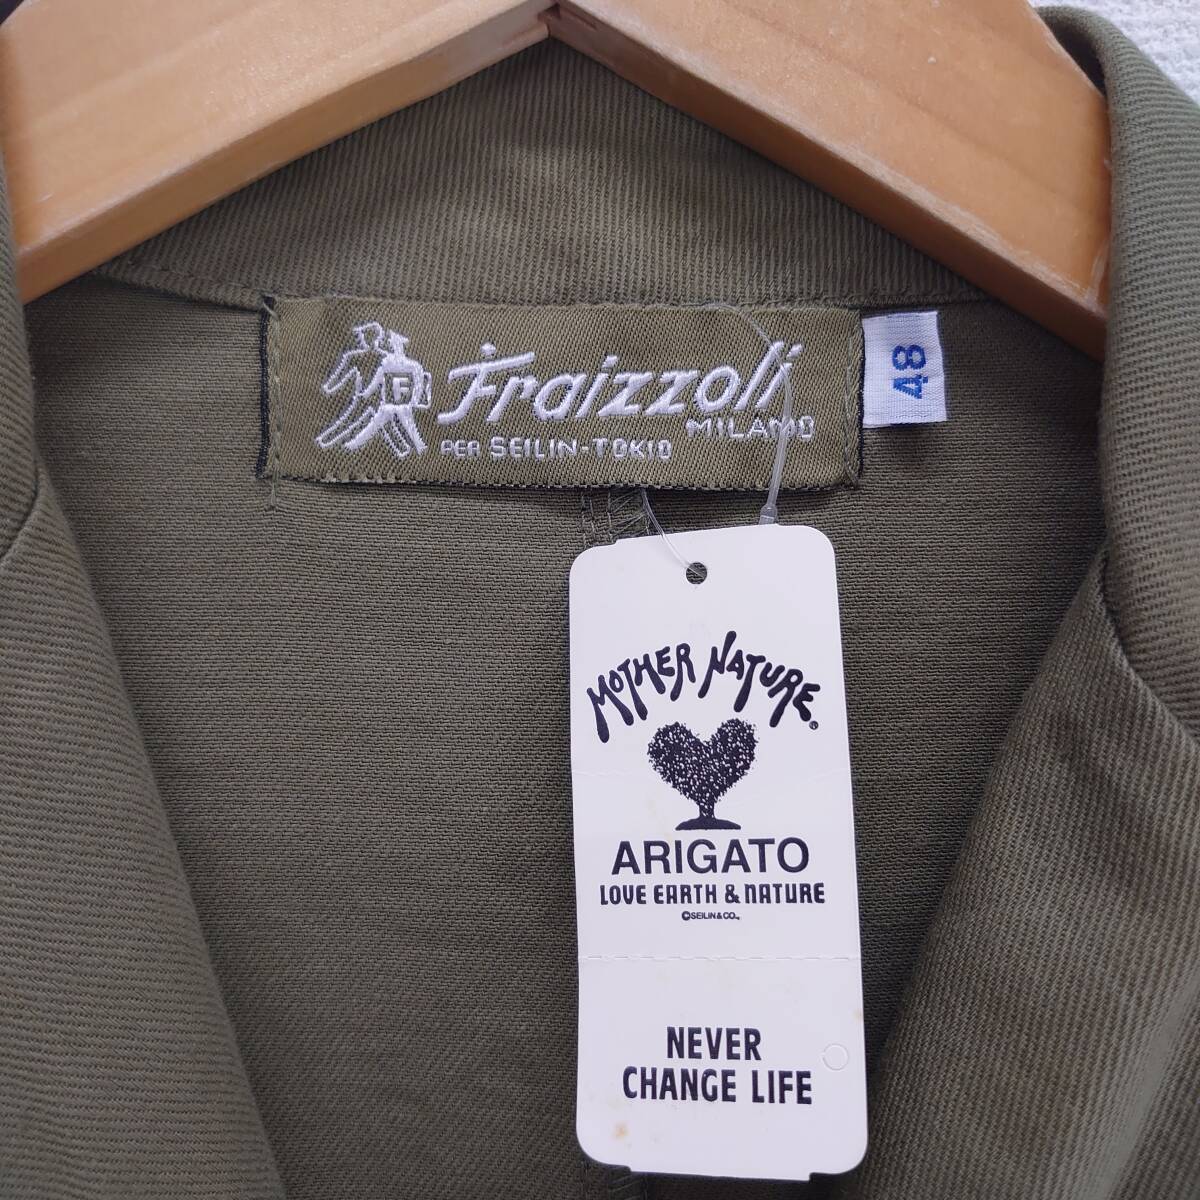 F
Fraizzoli
MILANO
PER SEILIN-TOKIO
48
MOTHER NATURE®
ARIGATO
LOVE EARTH & NATURE
©SEILIN&CO.,
NEVER
CHANGE LIFE